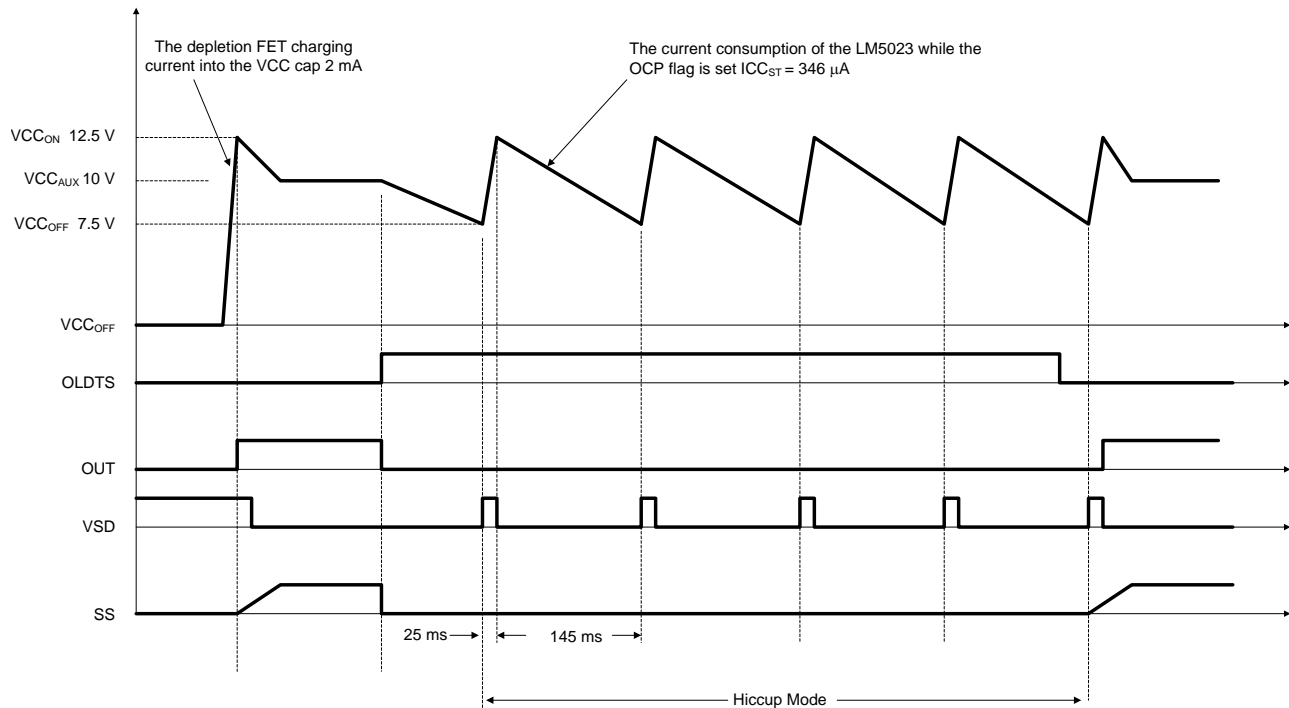 The depletion FET charging
current into the VCC cap 2 mA
The current consumption of the LM5023 while the
OCP flag is set ICCST = 346 μA
VCCON 12.5 V
VCCAUX 10 V
VCCOFF 7.5 V
VCCOFF
OLDTS
OUT
VSD
SS
25 ms
145 ms
Hiccup Mode